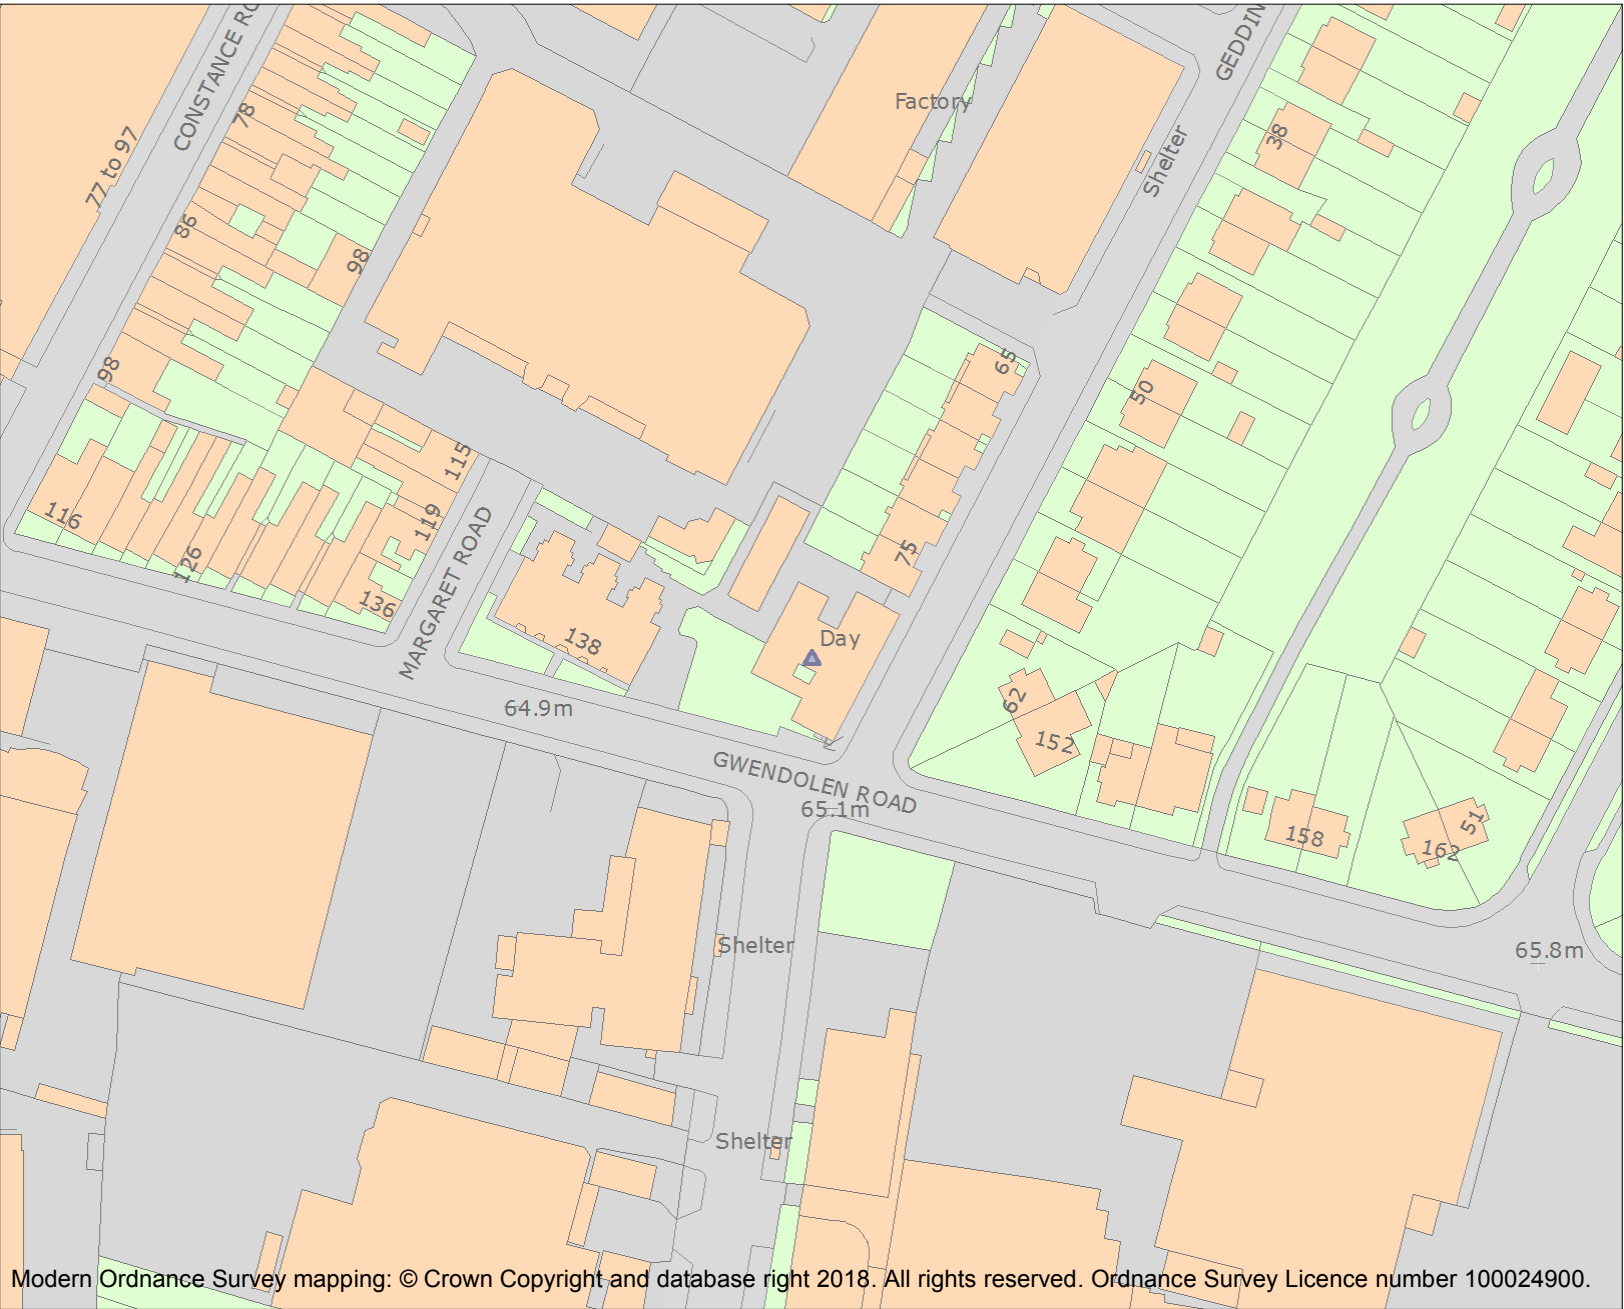 CONSTANCE RO
GEDDIN
Factory
78
Shelter
38
77 to 97
86
98
98
65
50
115
116
119
MARGARET ROAD
126
75
136
138
Day
62
64.9m
152
GWENDOLEN ROAD
65.1m
158
162
51
Shelter
65.8m
Shelter
Modern Ordnance Survey mapping: © Crown Copyright and database right 2018. All rights reserved. Ordnance Survey Licence number 100024900.